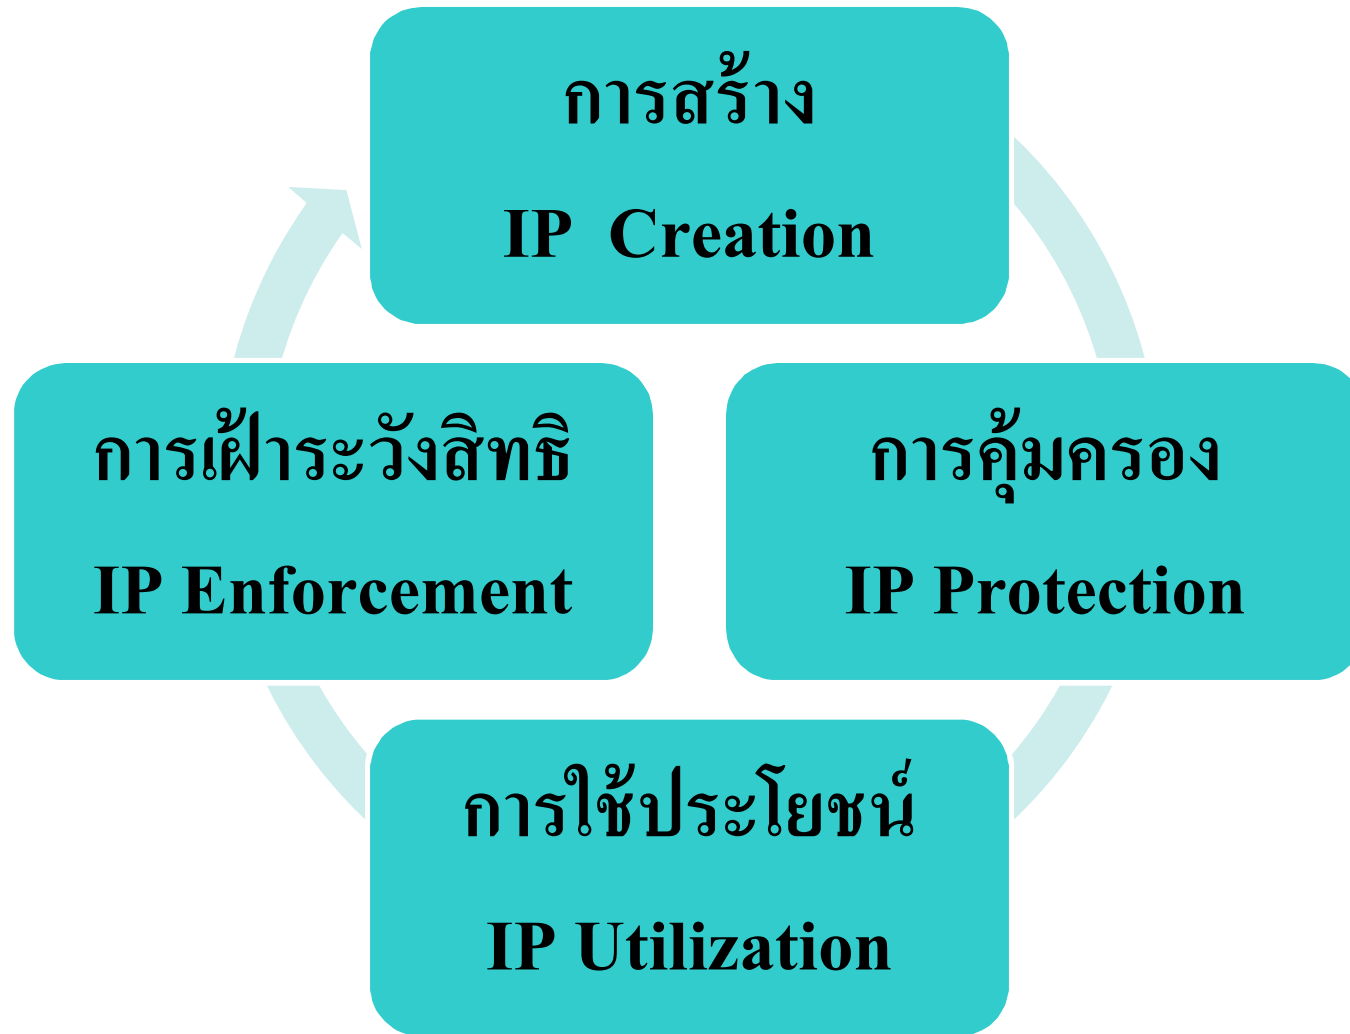 การสร้าง
IP Creation
การเฝ้าระวังสิทธิ
IP Enforcement
การคุ้มครอง
IP Protection
การใช้ประโยชน์
IP Utilization